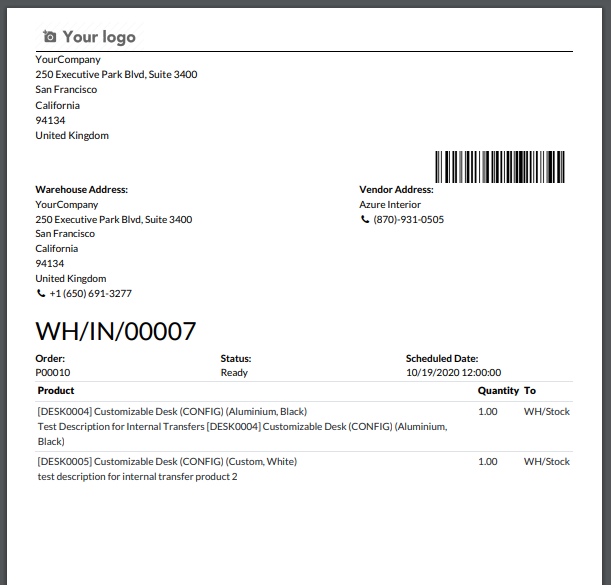 Your logo
YourCompany
250 Executive Park Blvd, Suite 3400
San Francisco
California
94134
United Kingdom
Warehouse Address:
YourCompany
250 Executive Park Blvd, Suite 3400
San Francisco
California
94134
United Kingdom
+1 (650) 691-3277
Vendor Address:
Azure Interior
(870)-931-0505
WH/IN/00007
Order: Status: Scheduled Date:
P00010 Ready 10/19/2020 12:00:00
Product Quantity To
[DESK0004] Customizable Desk (CONFIG) (Aluminium, Black) 1.00 WH/Stock
Test Description for Internal Transfers [DESK0004] Customizable Desk (CONFIG) (Aluminium,
Black)
[DESK0005] Customizable Desk (CONFIG) (Custom, White) 1.00 WH/Stock
test description for internal transfer product 2